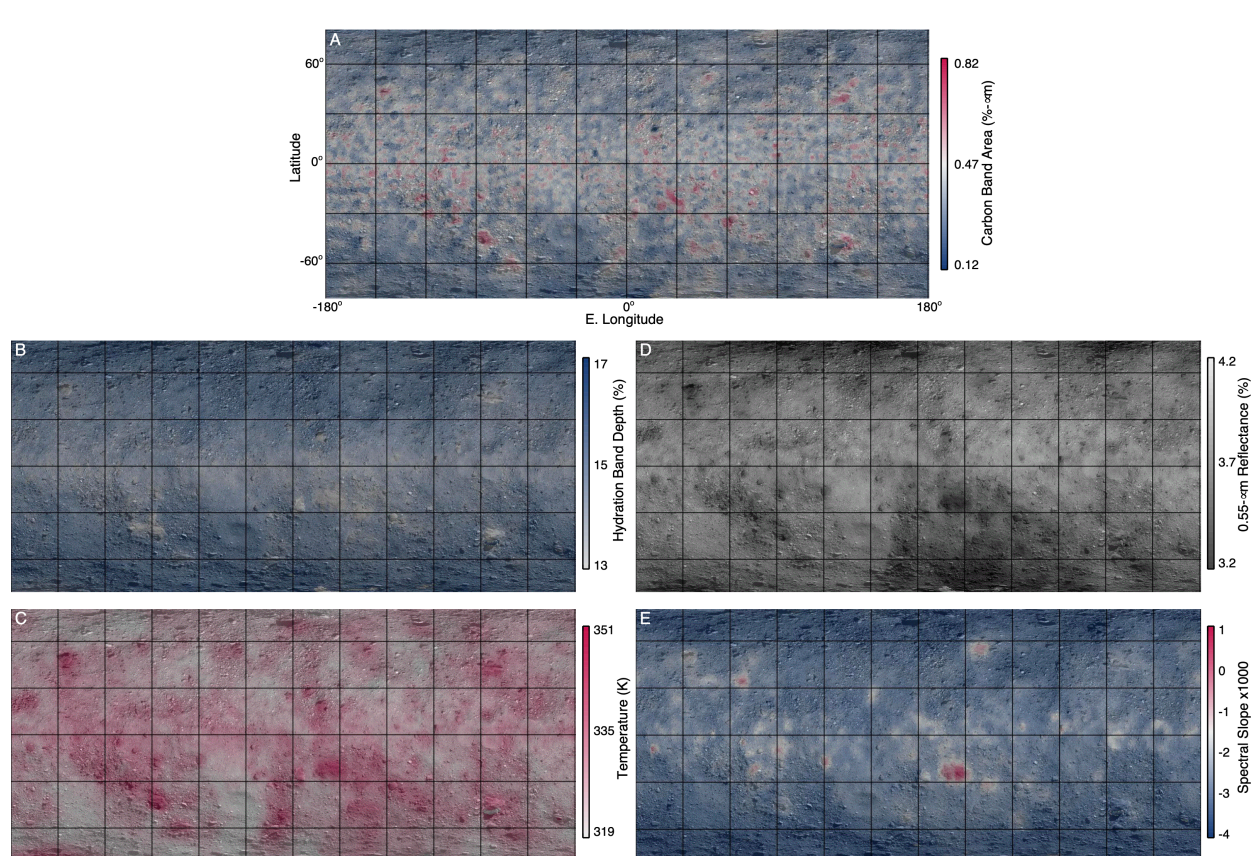 A
60°
0°
-60°
Latitude
-180°
0°
180°
E. Longitude
0.82
0.47
0.12
Carbon Band Area (%-∝m)
B
17
15
13
Hydration Band Depth (%)
D
4.2
3.7
3.2
0.55-∝m Reflectance (%)
C
351
335
319
Temperature (K)
E
1
0
-1
-2
-3
-4
Spectral Slope x1000